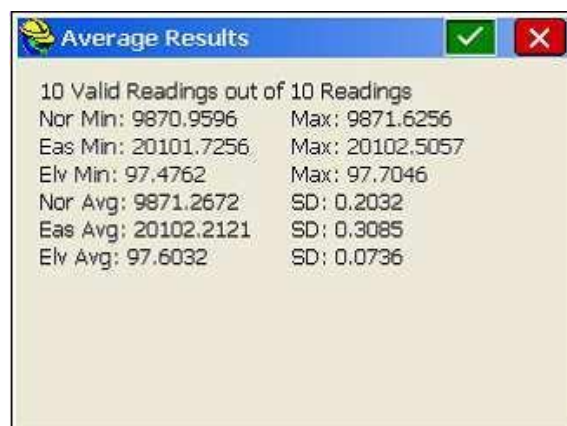 Average Results
10 Valid Readings out of 10 Readings
Nor Min: 9870.9596 Max: 9871.6256
Eas Min: 20101.7256 Max: 20102.5057
Elv Min: 97.4762 Max: 97.7046
Nor Avg: 9871.2672 SD: 0.2032
Eas Avg: 20102.2121 SD: 0.3085
Elv Avg: 97.6032 SD: 0.0736